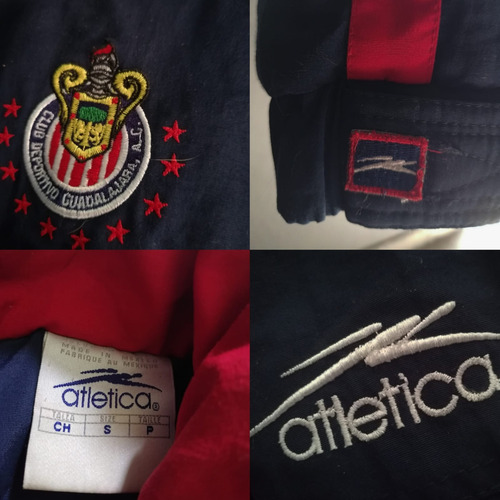 CLUB DEPORTIVO GUADALAJARA, A.C.
MADE IN MEXICO
FABRIQUE AU MEXIQUE
atletica®
TALLA SIZE TAILLE
CH S P
atletica